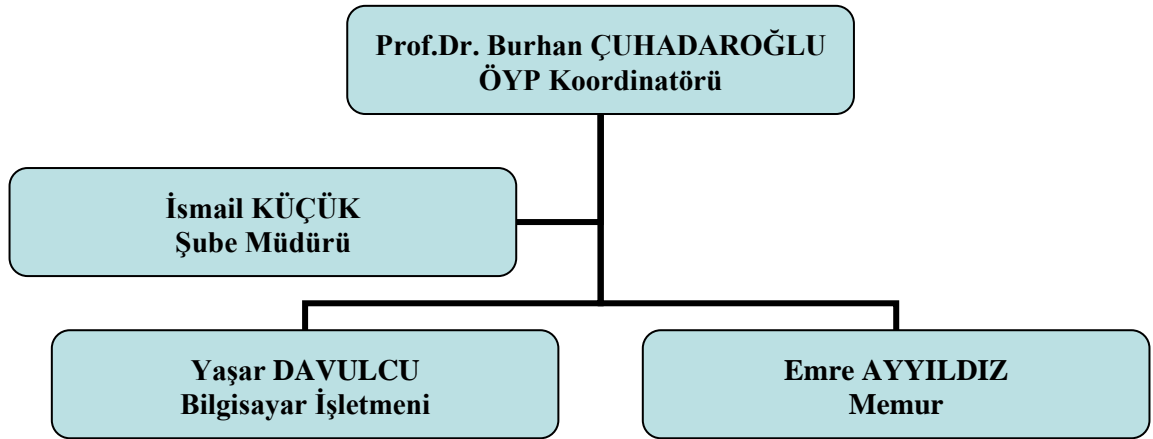 Prof.Dr. Burhan ÇUHADAROĞLU
ÖYP Koordinatörü
İsmail KÜÇÜK
Şube Müdürü
Yaşar DAVULCU
Bilgisayar İşletmeni
Emre AYYILDIZ
Memur